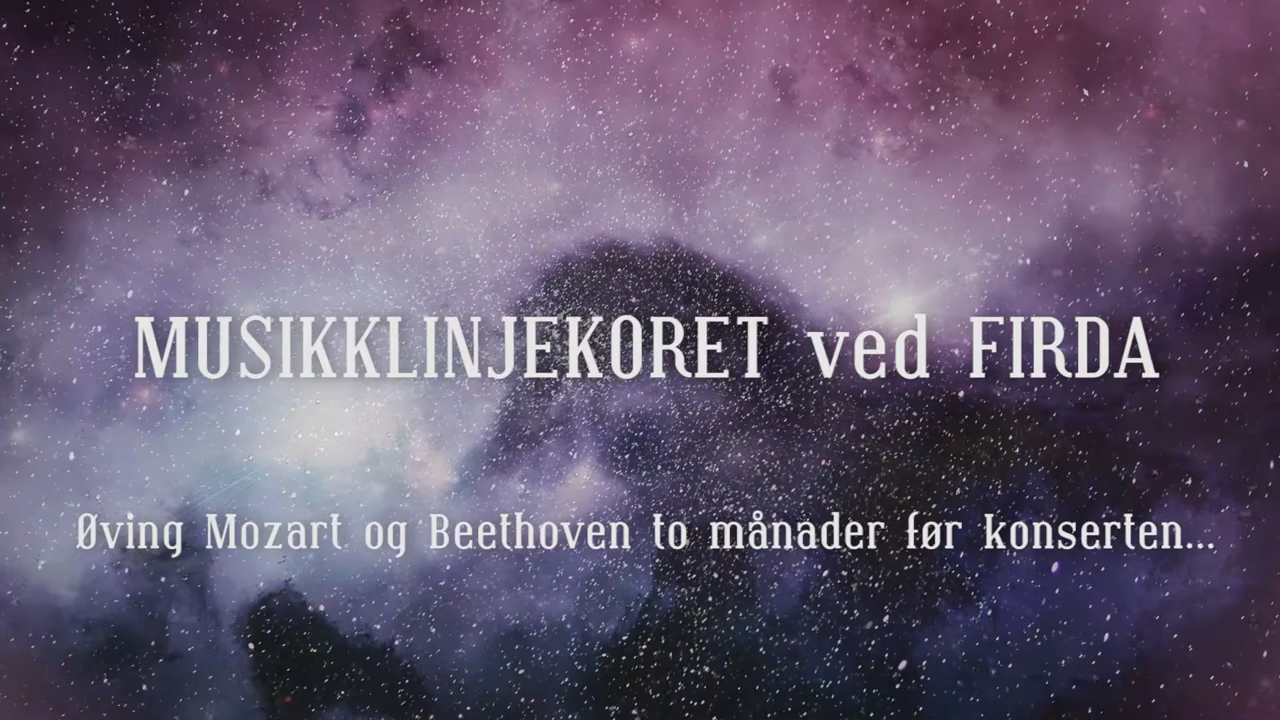 MUSIKKLINJEKORET ved FIRDA
Øving Mozart og Beethoven to månader før konserten...